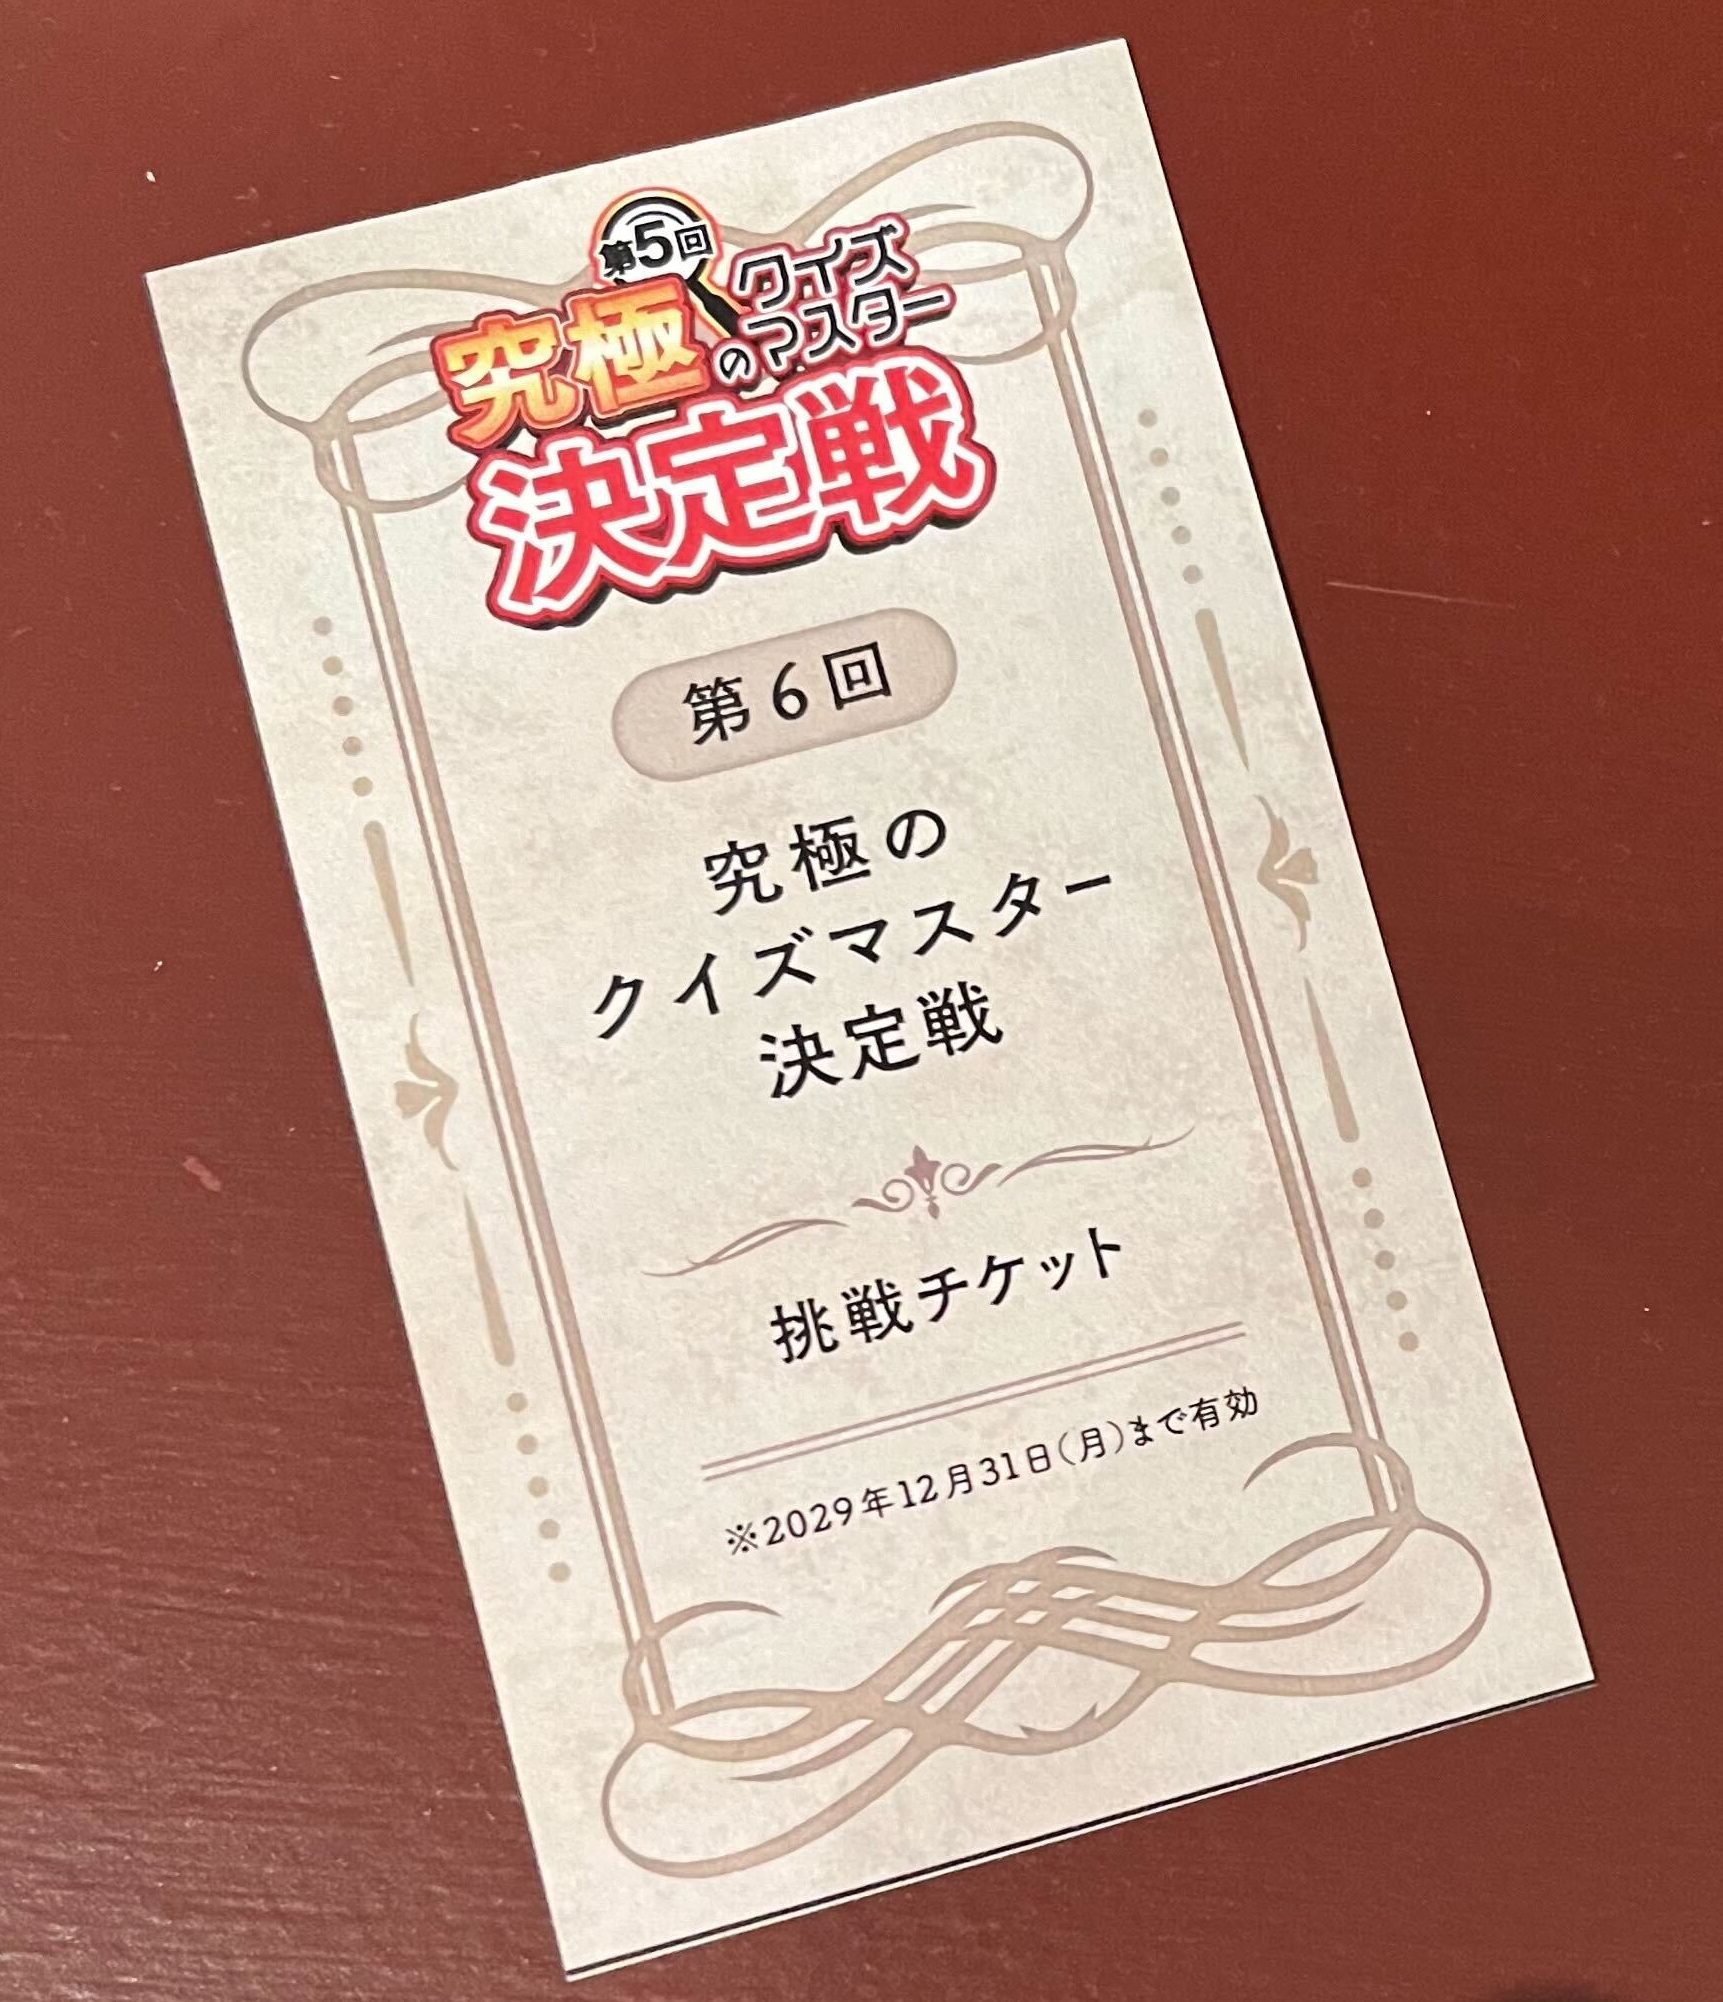 第5回
究極のクイズマスター
決定戦
第6回
究極の
クイズマスター
決定戦
挑戦チケット
※2029年12月31日(月)まで有効